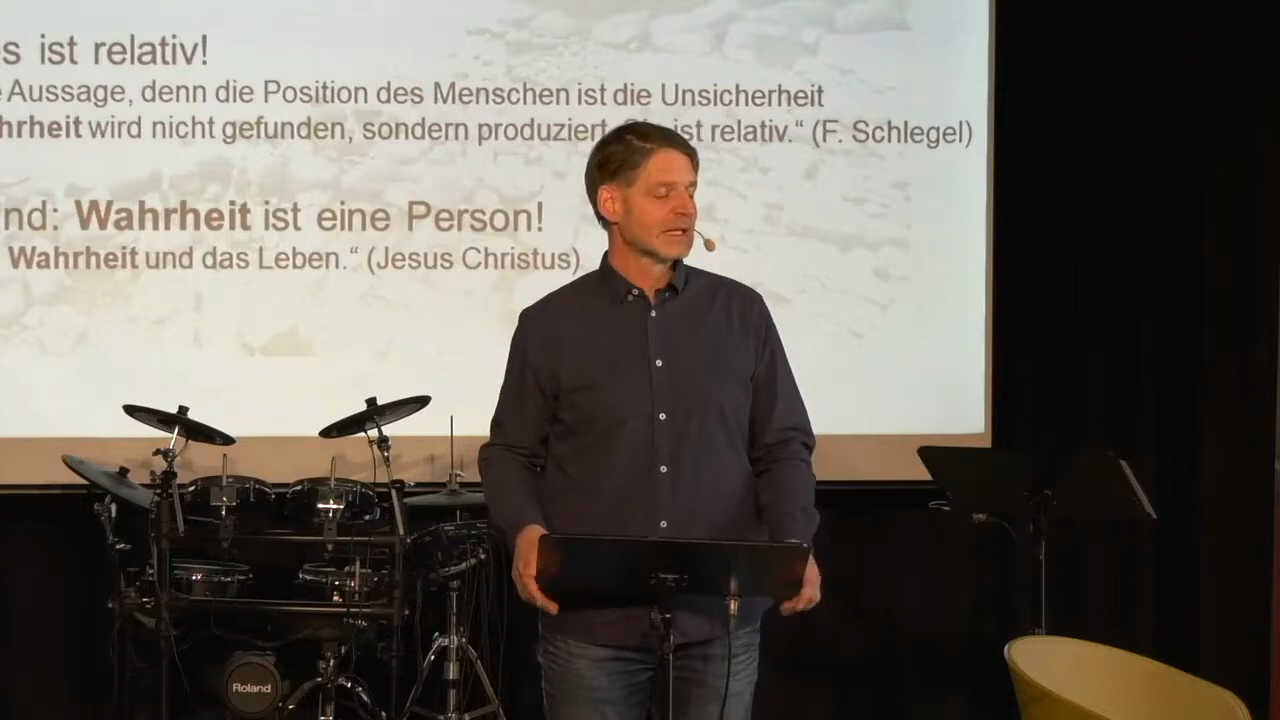 s ist relativ!
e Aussage, denn die Position des Menschen ist die Unsicherheit
hrheit wird nicht gefunden, sondern produziert. Sie ist relativ.“ (F. Schlegel)
nd: Wahrheit ist eine Person!
Wahrheit und das Leben.“ (Jesus Christus)
Roland